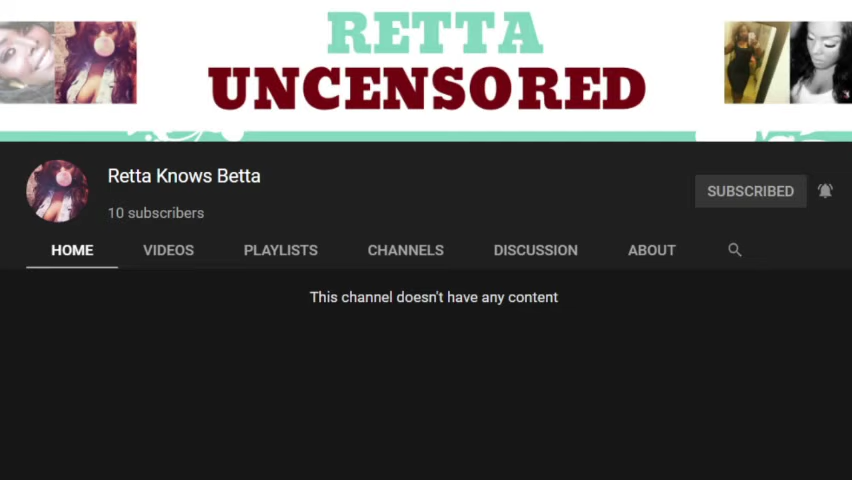 RETTA
UNCENSORED
Retta Knows Betta
10 subscribers
SUBSCRIBED
HOME VIDEOS PLAYLISTS CHANNELS DISCUSSION ABOUT
This channel doesn't have any content